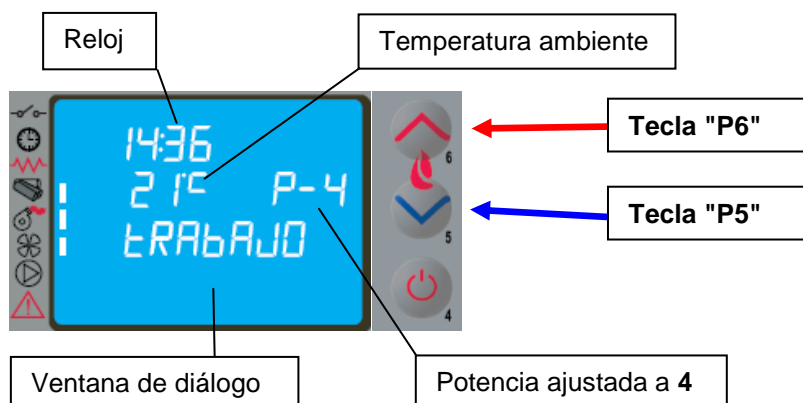 Reloj
Temperatura ambiente
14:36
21°C P-4
tRAbAJO
6
5
4
Tecla "P6"
Tecla "P5"
Ventana de diálogo
Potencia ajustada a 4